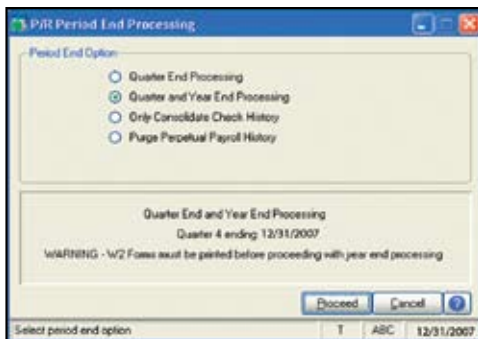 P/R Period End Processing
Period End Option
Quarter End Processing
Quarter and Year End Processing
Only Consolidate Check History
Purge Perpetual Payroll History
Quarter End and Year End Processing
Quarter 4 ending 12/31/2007
WARNING - W2 Forms must be printed before proceeding with year end processing
Proceed Cancel ?
Select period end option T ABC 12/31/2007